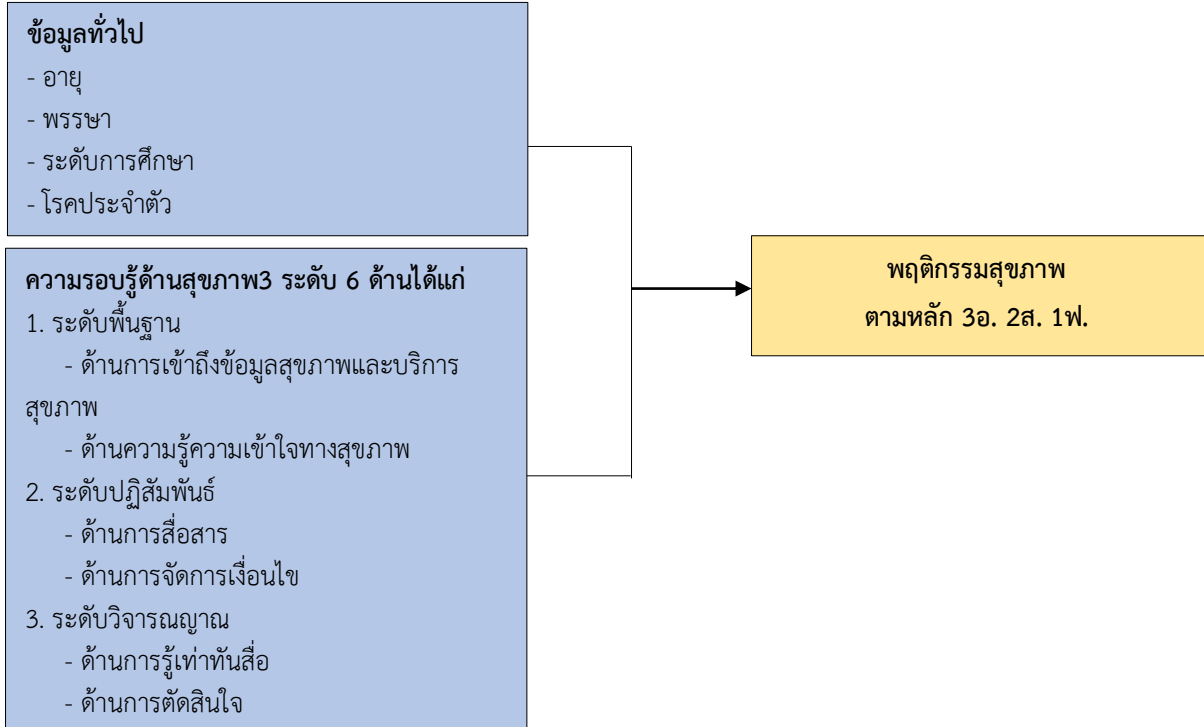 ข้อมูลทั่วไป
- อายุ
- พรรษา
- ระดับการศึกษา
- โรคประจำตัว
ความรอบรู้ด้านสุขภาพ3 ระดับ 6 ด้านได้แก่
1. ระดับพื้นฐาน
- ด้านการเข้าถึงข้อมูลสุขภาพและบริการ
สุขภาพ
- ด้านความรู้ความเข้าใจทางสุขภาพ
2. ระดับปฏิสัมพันธ์
- ด้านการสื่อสาร
- ด้านการจัดการเงื่อนไข
3. ระดับวิจารณญาณ
- ด้านการรู้เท่าทันสื่อ
- ด้านการตัดสินใจ
พฤติกรรมสุขภาพ
ตามหลัก 3อ. 2ส. 1ฟ.